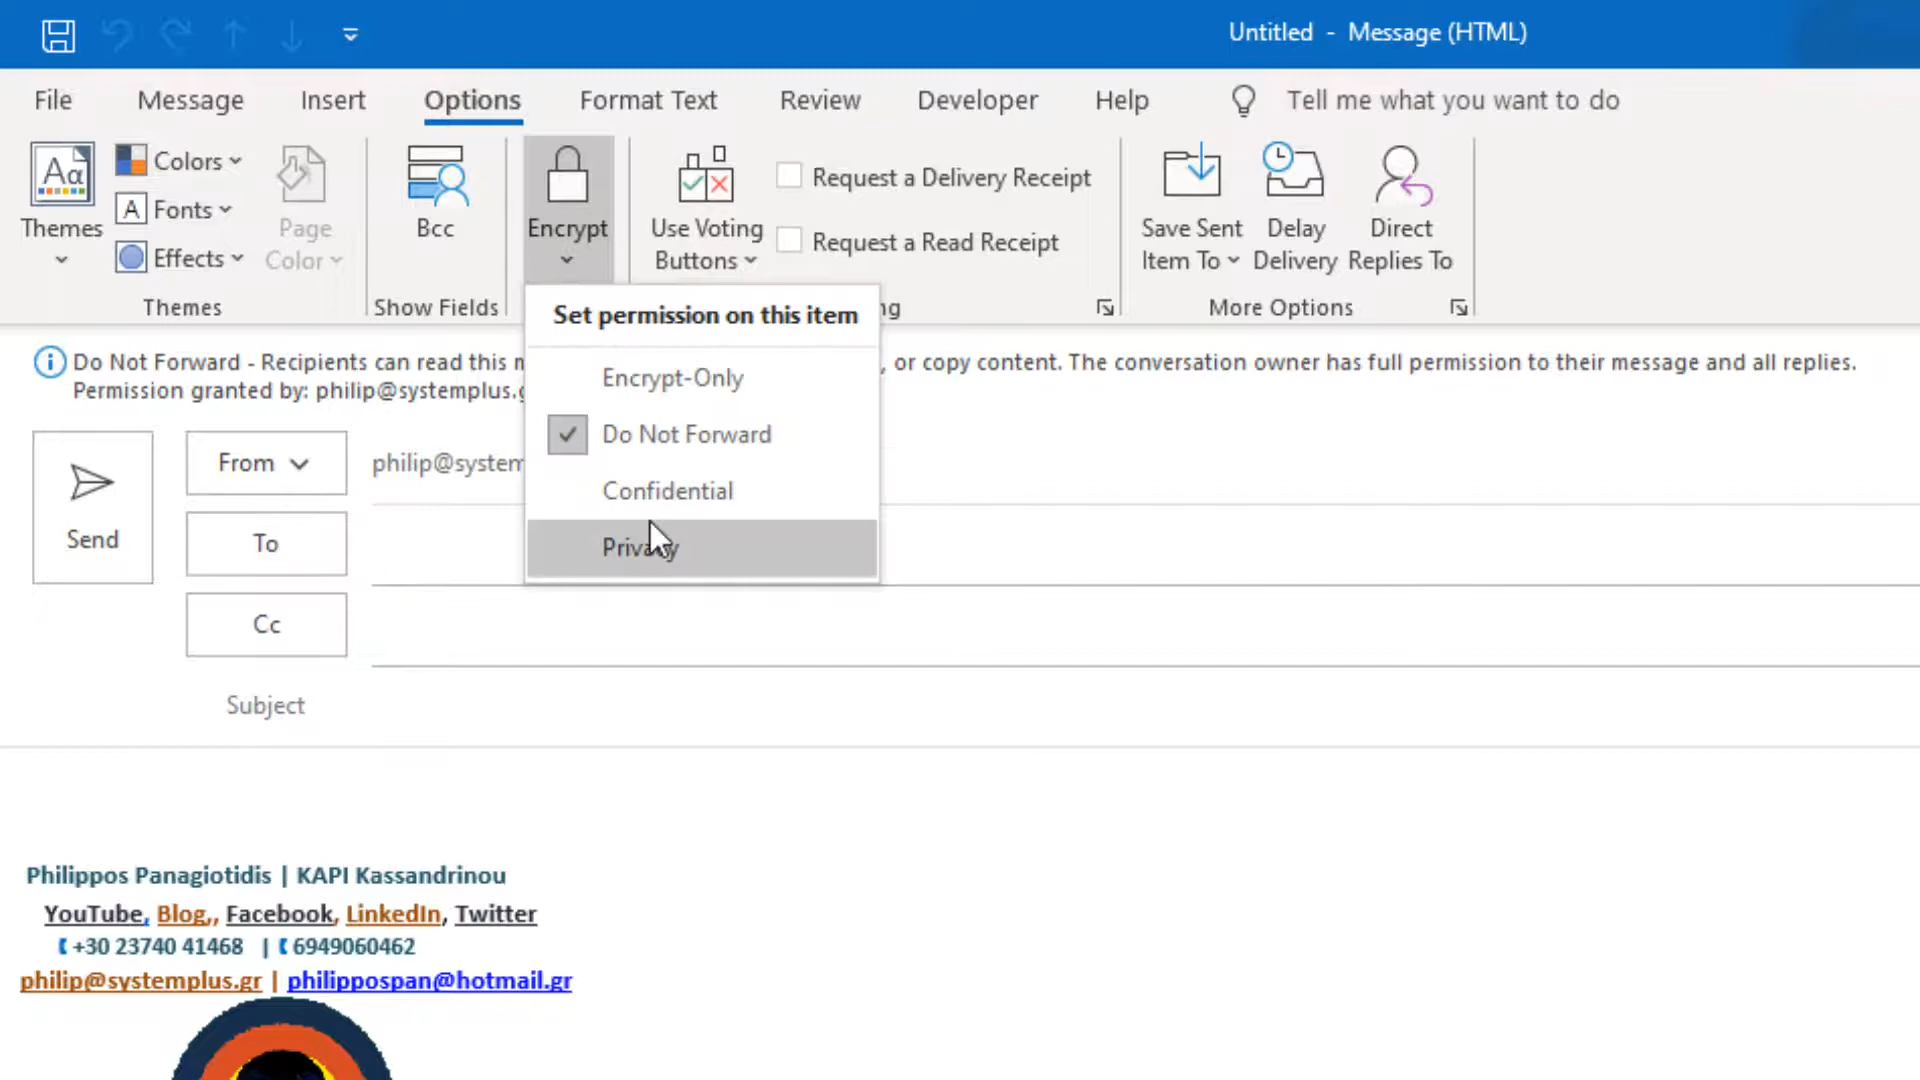 Untitled - Message (HTML)
File Message Insert Options Format Text Review Developer Help Tell me what you want to do
Themes
Colors
Fonts
Effects
Page
Color
Themes
Bcc
Show Fields
Encrypt
Use Voting
Buttons
Request a Delivery Receipt
Request a Read Receipt
Save Sent
Item To
Delay
Delivery
Direct
Replies To
More Options
Set permission on this item
Encrypt-Only
Do Not Forward
Confidential
Do Not Forward - Recipients can read this , or copy content. The conversation owner has full permission to their message and all replies.
Permission granted by: philip@systemplus.
Send
From
philip@system
To
Cc
Subject
Philippos Panagiotidis | KAPI Kassandrinou
YouTube, Blog,, Facebook, LinkedIn, Twitter
+30 23740 41468 | 6949060462
philip@systemplus.gr | philippospan@hotmail.gr